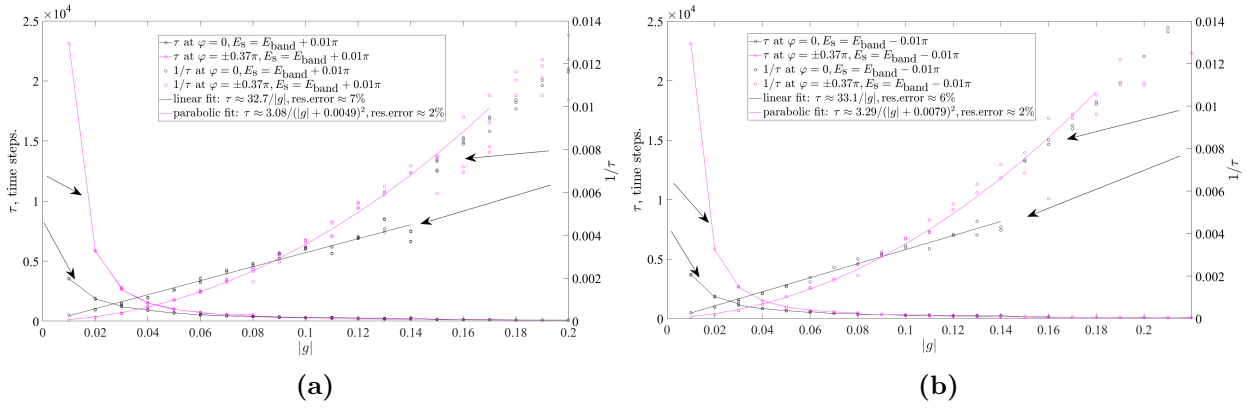 2.5 ×10⁴
0.014
τ at φ = 0, E_s = E_band + 0.01π
τ at φ = ±0.37π, E_s = E_band + 0.01π
1/τ at φ = 0, E_s = E_band + 0.01π
1/τ at φ = ±0.37π, E_s = E_band + 0.01π
linear fit: τ ≈ 32.7/|g|, res.error ≈ 7%
parabolic fit: τ ≈ 3.08/(|g| + 0.0049)², res.error ≈ 2%
2
1.5
1
0.5
0
τ, time steps.
0.012
0.01
0.008
0.006
0.004
0.002
0
1/τ
0 0.02 0.04 0.06 0.08 0.1 0.12 0.14 0.16 0.18 0.2
|g|
(a)
2.5 ×10⁴
0.014
τ at φ = 0, E_s = E_band − 0.01π
τ at φ = ±0.37π, E_s = E_band − 0.01π
1/τ at φ = 0, E_s = E_band − 0.01π
1/τ at φ = ±0.37π, E_s = E_band − 0.01π
linear fit: τ ≈ 33.1/|g|, res.error ≈ 6%
parabolic fit: τ ≈ 3.29/(|g| + 0.0079)², res.error ≈ 2%
2
1.5
1
0.5
0
τ, time steps.
0.012
0.01
0.008
0.006
0.004
0.002
0
1/τ
0 0.02 0.04 0.06 0.08 0.1 0.12 0.14 0.16 0.18 0.2
|g|
(b)